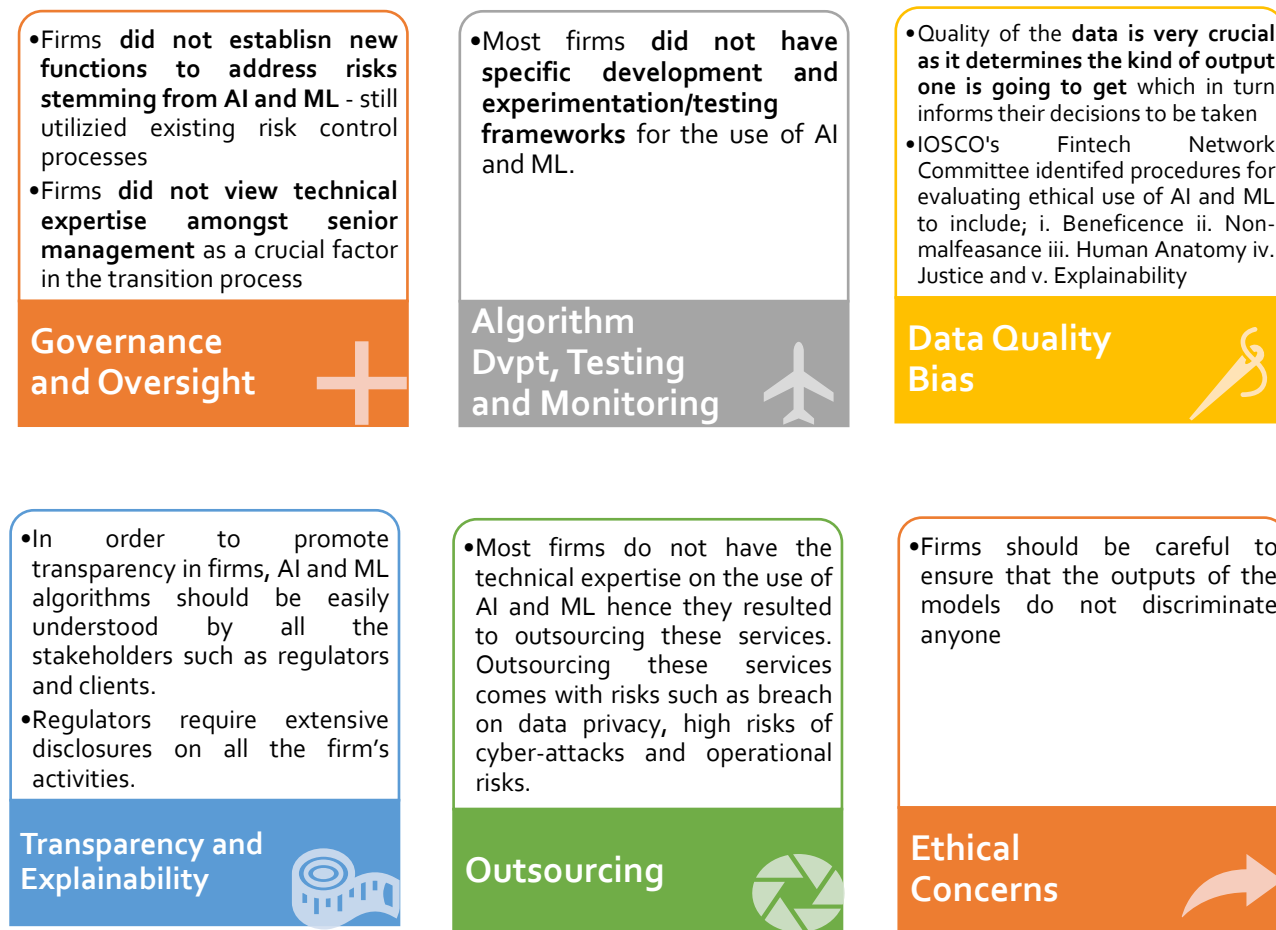 •Firms did not establisn new
functions to address risks
stemming from AI and ML - still
utilizied existing risk control
processes
•Firms did not view technical
expertise amongst senior
management as a crucial factor
in the transition process
Governance
and Oversight
•Most firms did not have
specific development and
experimentation/testing
frameworks for the use of AI
and ML.
Algorithm
Dvpt, Testing
and Monitoring
•Quality of the data is very crucial
as it determines the kind of output
one is going to get which in turn
informs their decisions to be taken
•IOSCO's Fintech Network
Committee identifed procedures for
evaluating ethical use of AI and ML
to include; i. Beneficence ii. Non-
malfeasance iii. Human Anatomy iv.
Justice and v. Explainability
Data Quality
Bias
•In order to promote
transparency in firms, AI and ML
algorithms should be easily
understood by all the
stakeholders such as regulators
and clients.
•Regulators require extensive
disclosures on all the firm’s
activities.
Transparency and
Explainability
•Most firms do not have the
technical expertise on the use of
AI and ML hence they resulted
to outsourcing these services.
Outsourcing these services
comes with risks such as breach
on data privacy, high risks of
cyber-attacks and operational
risks.
Outsourcing
•Firms should be careful to
ensure that the outputs of the
models do not discriminate
anyone
Ethical
Concerns